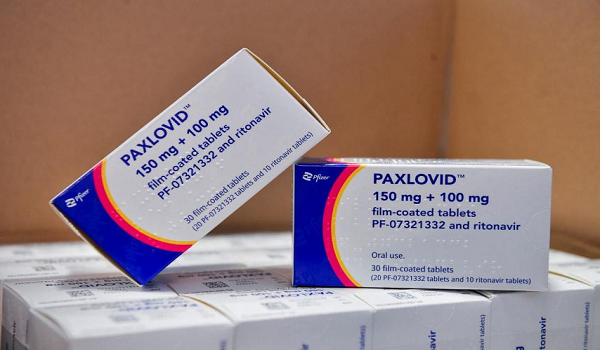 PAXLOVID™
150 mg + 100 mg
film-coated tablets
PF-07321332 and ritonavir
30 film-coated tablets
(20 PF-07321332 tablets and 10 ritonavir tablets)
Pfizer
Pfizer
PAXLOVID™
150 mg + 100 mg
film-coated tablets
PF-07321332 and ritonavir
Oral use.
30 film-coated tablets
(20 PF-07321332 tablets and 10 ritonavir tablets)